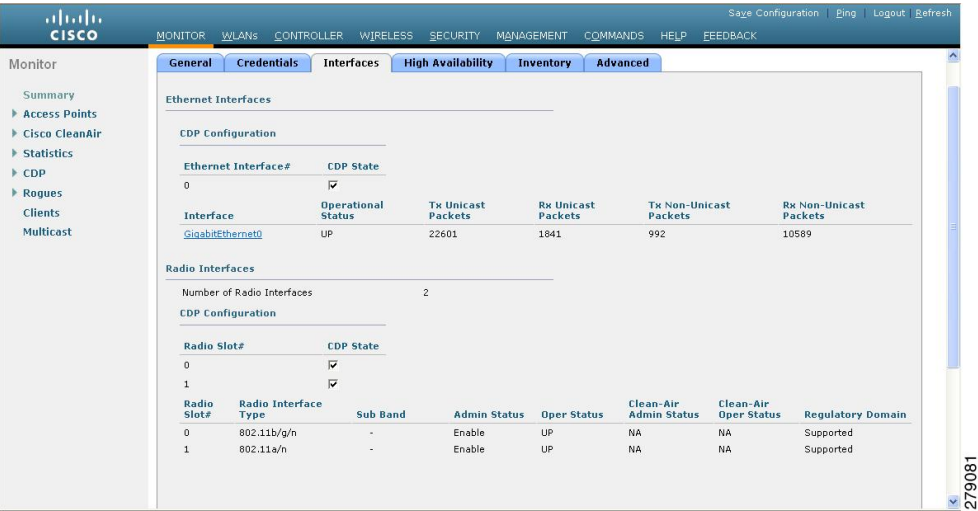 Save Configuration | Ping | Logout | Refresh
CISCO
MONITOR WLANs CONTROLLER WIRELESS SECURITY MANAGEMENT COMMANDS HELP FEEDBACK
Monitor
Summary
Access Points
Cisco CleanAir
Statistics
CDP
Rogues
Clients
Multicast
General Credentials Interfaces High Availability Inventory Advanced
Ethernet Interfaces
CDP Configuration
Ethernet Interface# CDP State
0
Interface Operational Status Tx Unicast Packets Rx Unicast Packets Tx Non-Unicast Packets Rx Non-Unicast Packets
GigabitEthernet0 UP 22601 1841 992 10589
Radio Interfaces
Number of Radio Interfaces 2
CDP Configuration
Radio Slot# CDP State
0
1
Radio Slot# Radio Interface Type Sub Band Admin Status Oper Status Clean-Air Admin Status Clean-Air Oper Status Regulatory Domain
0 802.11b/g/n - Enable UP NA NA Supported
1 802.11a/n - Enable UP NA NA Supported
279081